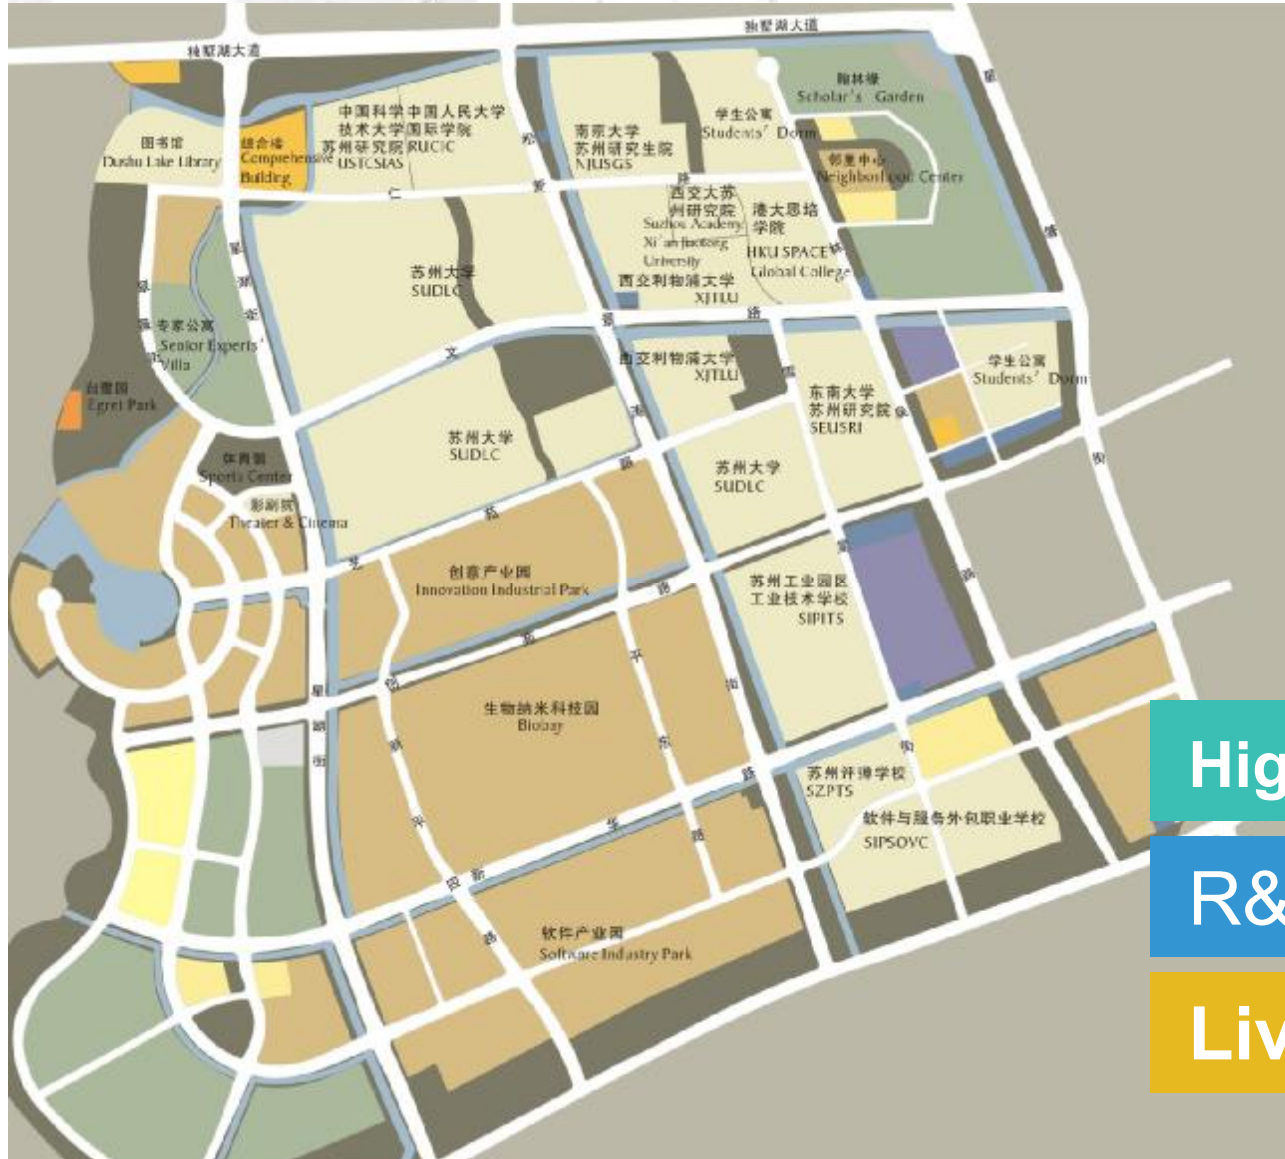 独墅湖大道
独墅湖大道
翰林缘
Scholar's Garden
中国科学
技术大学
苏州研究院
USTCSIAS
中国人民大学
国际学院
RUCIC
学生公寓
Students' Dorm
南京大学
苏州研究生院
NJUSGS
图书馆
Dushu Lake Library
综合楼
Comprehensive
Building
邻里中心
Neighborhood Center
西交大苏
州研究院
Suzhou Academy
Xi'an Jiaotong
University
港大思培
学院
HKU SPACE
Global College
苏州大学
SUDLC
西交利物浦大学
XJTLU
专家公寓
Senior Experts'
Villa
西交利物浦大学
XJTLU
学生公寓
Students' Dorm
白鹭园
Egret Park
东南大学
苏州研究院
SEUSRI
苏州大学
SUDLC
体育馆
Sports Center
苏州大学
SUDLC
影剧院
Theater & Cinema
创意产业园
Innovation Industrial Park
苏州工业园区
工业技术学校
SIPITS
生物纳米科技园
Biobay
星湖街
苏州评弹学校
SZPTS
软件与服务外包职业学校
SIPSOVC
软件产业园
Software Industry Park
Hig
R&
Liv